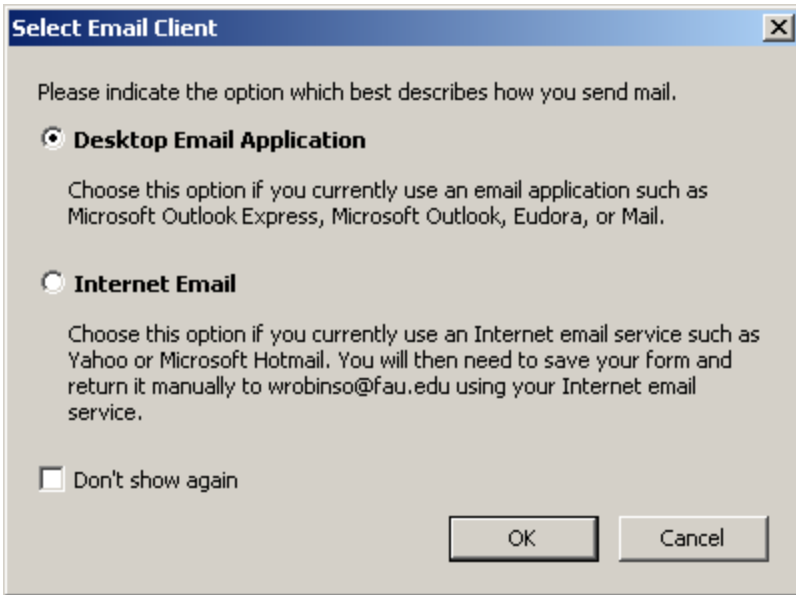 Select Email Client
Please indicate the option which best describes how you send mail.
Desktop Email Application
Choose this option if you currently use an email application such as
Microsoft Outlook Express, Microsoft Outlook, Eudora, or Mail.
Internet Email
Choose this option if you currently use an Internet email service such as
Yahoo or Microsoft Hotmail. You will then need to save your form and
return it manually to wrobinso@fau.edu using your Internet email
service.
Don't show again
OK Cancel